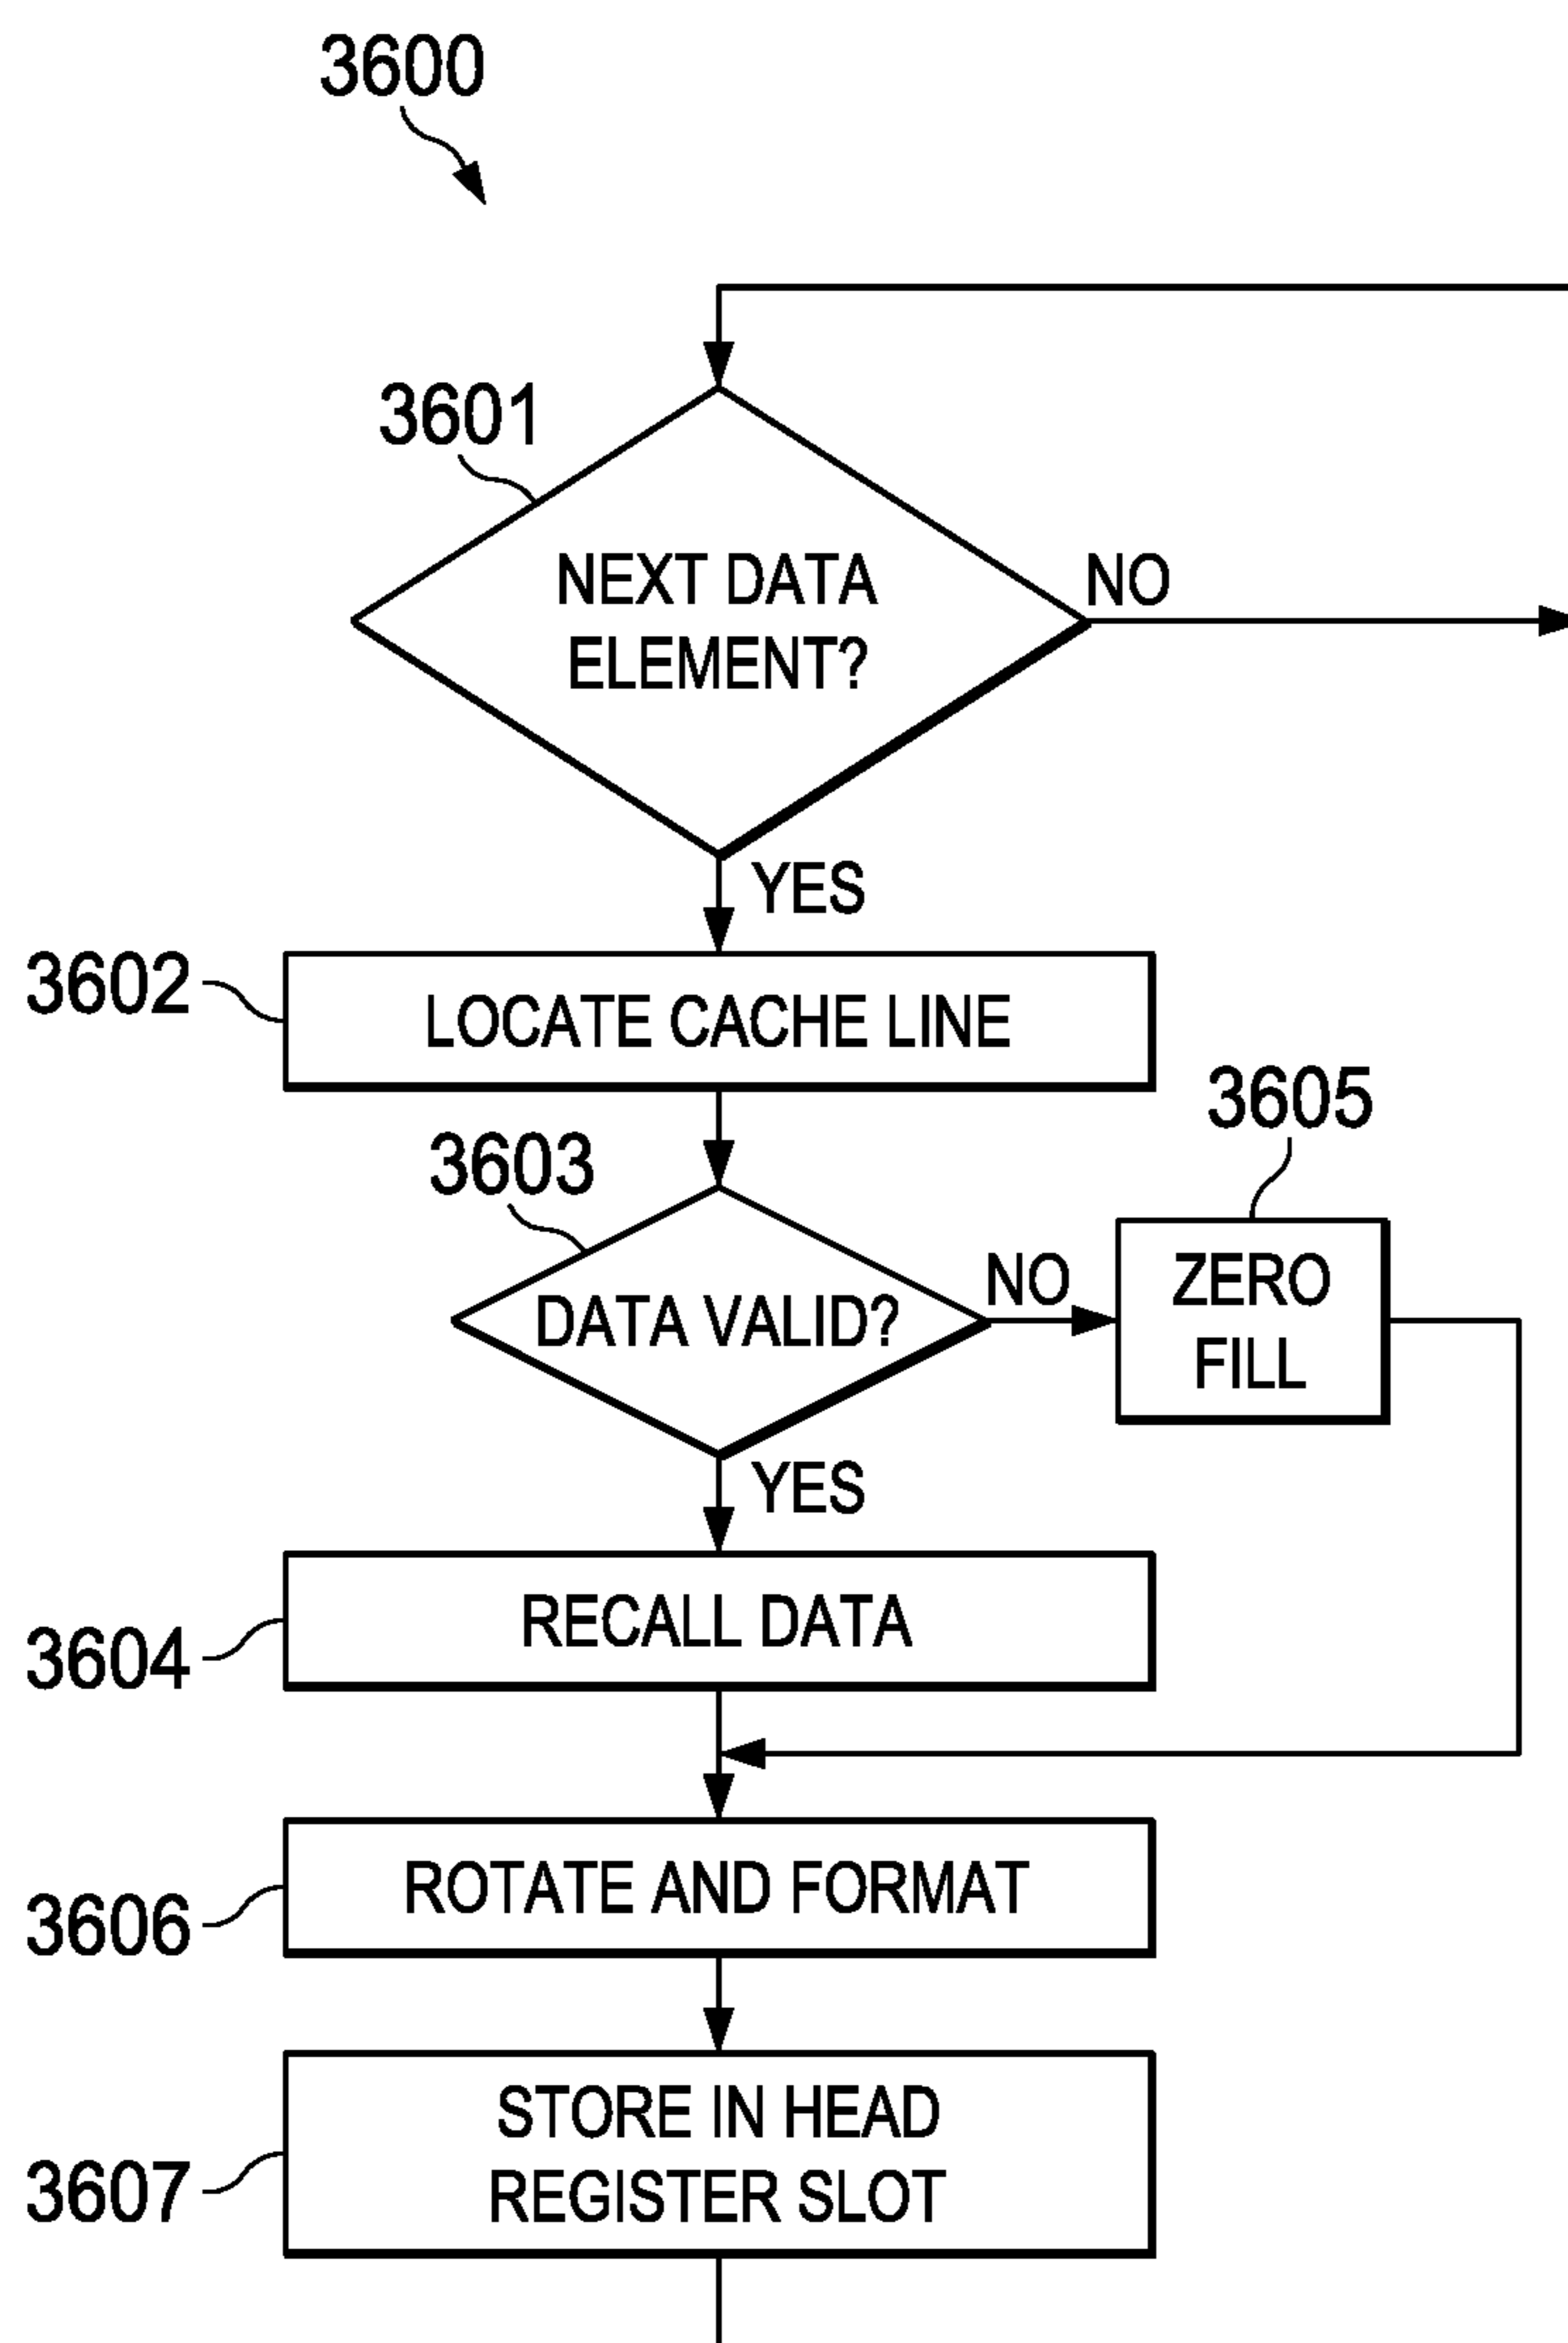 3600
3601
NEXT DATA
ELEMENT?
NO
YES
3602
LOCATE CACHE LINE
3605
3603
ZERO
FILL
NO
DATA VALID?
YES
3604
RECALL DATA
3606
ROTATE AND FORMAT
STORE IN HEAD
REGISTER SLOT
3607